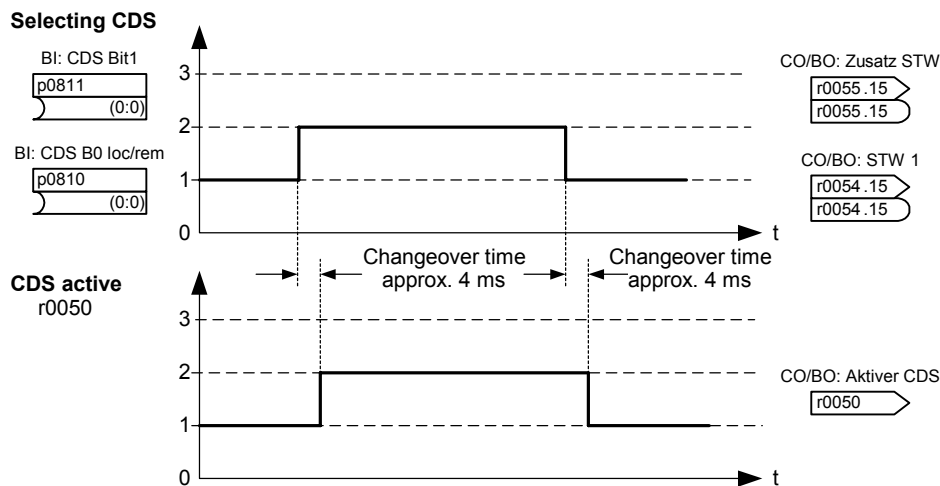 Selecting CDS
BI: CDS Bit1
p0811
(0:0)
BI: CDS B0 loc/rem
p0810
(0:0)
3
2
1
0
t
CO/BO: Zusatz STW
r0055.15
r0055.15
CO/BO: STW 1
r0054.15
r0054.15
Changeover time
approx. 4 ms
Changeover time
approx. 4 ms
CDS active
r0050
3
2
1
0
t
CO/BO: Aktiver CDS
r0050